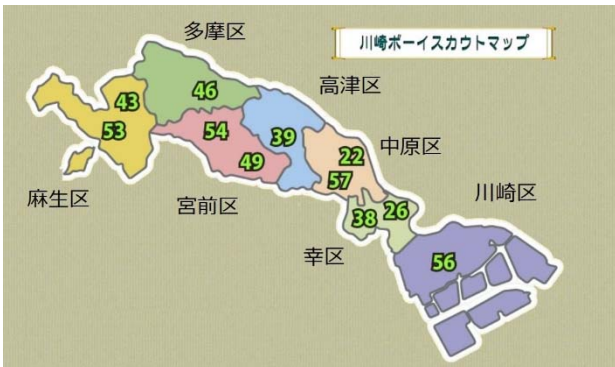 川崎ボーイスカウトマップ
多摩区
高津区
46
43
53
54
39
中原区
22
49
57
麻生区
宮前区
川崎区
38
26
幸区
56